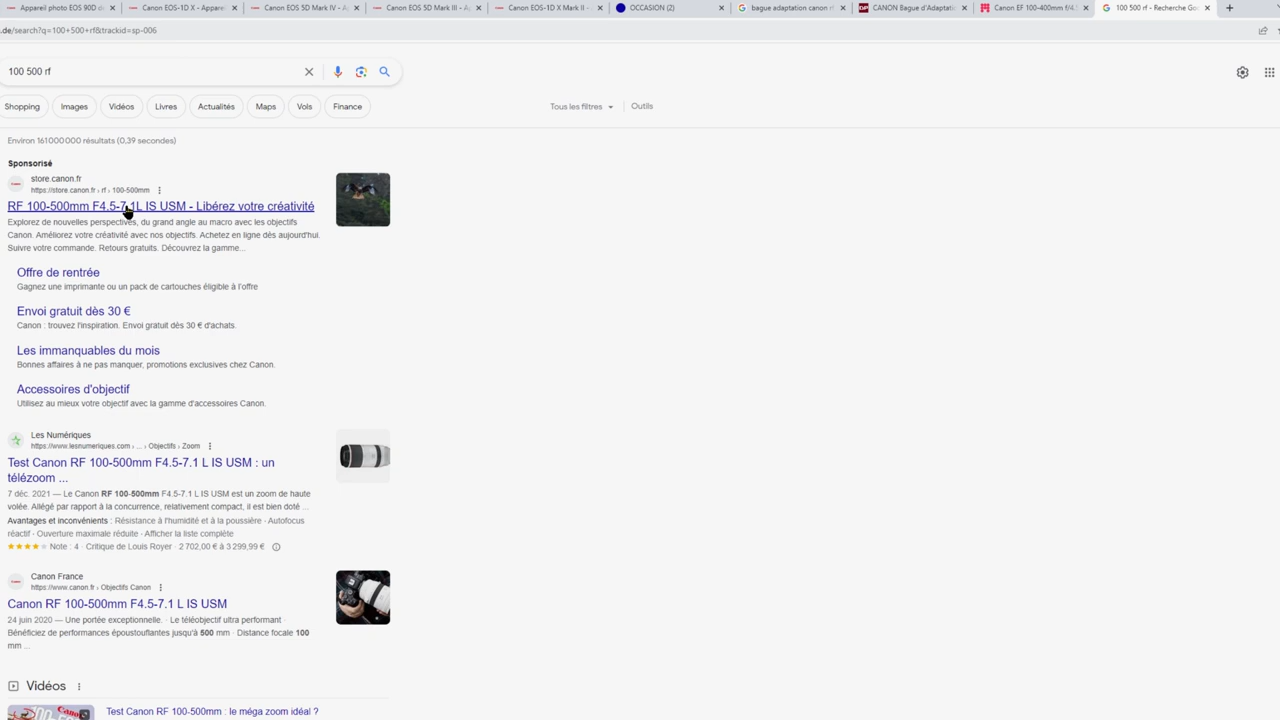 Appareil photo EOS 90D d
Canon EOS-1D X - Appare
Canon EOS 5D Mark IV - A
Canon EOS 5D Mark III - A
Canon EOS-1D X Mark II -
OCCASION (2)
bague adaptation canon r
CANON Bague d'Adaptati
Canon EF 100-400mm f/4.
100 500 rf - Recherche Goo
.de/search?q=100+500+rf&trackid=sp-006
100 500 rf
Shopping
Images
Vidéos
Livres
Actualités
Maps
Vols
Finance
Tous les filtres
Outils
Environ 161 000 000 résultats (0,39 secondes)
Sponsorisé
store.canon.fr
https://store.canon.fr › rf › 100-500mm
RF 100-500mm F4.5-7.1L IS USM - Libérez votre créativité
Explorez de nouvelles perspectives, du grand angle au macro avec les objectifs
Canon. Améliorez votre créativité avec nos objectifs. Achetez en ligne dès aujourd'hui.
Suivre votre commande. Retours gratuits. Découvrez la gamme...
Offre de rentrée
Gagnez une imprimante ou un pack de cartouches éligible à l'offre
Envoi gratuit dès 30 €
Canon : trouvez l'inspiration. Envoi gratuit dès 30 € d'achats.
Les immanquables du mois
Bonnes affaires à ne pas manquer, promotions exclusives chez Canon.
Accessoires d'objectif
Utilisez au mieux votre objectif avec la gamme d'accessoires Canon.
Les Numériques
https://www.lesnumeriques.com › ... › Objectifs › Zoom
Test Canon RF 100-500mm F4.5-7.1 L IS USM : un
télézoom ...
7 déc. 2021 — Le Canon RF 100-500mm F4.5-7.1 L IS USM est un zoom de haute
volée. Allégé par rapport à la concurrence, relativement compact, il est bien doté ...
Avantages et inconvénients : Résistance à l'humidité et à la poussière · Autofocus
réactif · Ouverture maximale réduite · Afficher la liste complète
Note : 4 · Critique de Louis Royer · 2 702,00 € à 3 299,99 €
Canon France
https://www.canon.fr › Objectifs Canon
Canon RF 100-500mm F4.5-7.1 L IS USM
24 juin 2020 — Une portée exceptionnelle. · Le téléobjectif ultra performant ·
Bénéficiez de performances époustouflantes jusqu'à 500 mm · Distance focale 100
mm ...
Vidéos
Canon
Test Canon RF 100-500mm : le méga zoom idéal ?